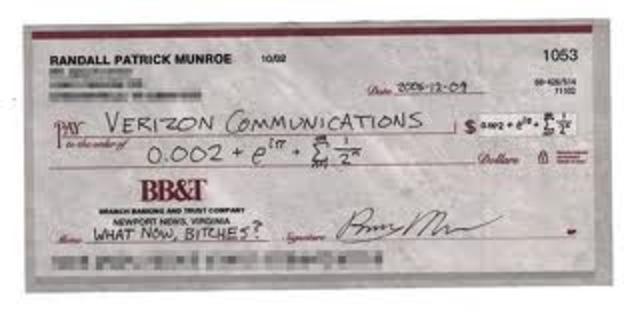 RANDALL PATRICK MUNROE 10/02 1053
Date 2006-12-09
PAY to the order of VERIZON COMMUNICATIONS $ 0.002 + e^{iπ} + Σ 1/2^n
0.002 + e^{iπ} + Σ 1/2^n Dollars
BB&T
BRANCH BANKING AND TRUST COMPANY
NEWPORT NEWS, VIRGINIA
Memo WHAT NOW, BITCHES? Signature